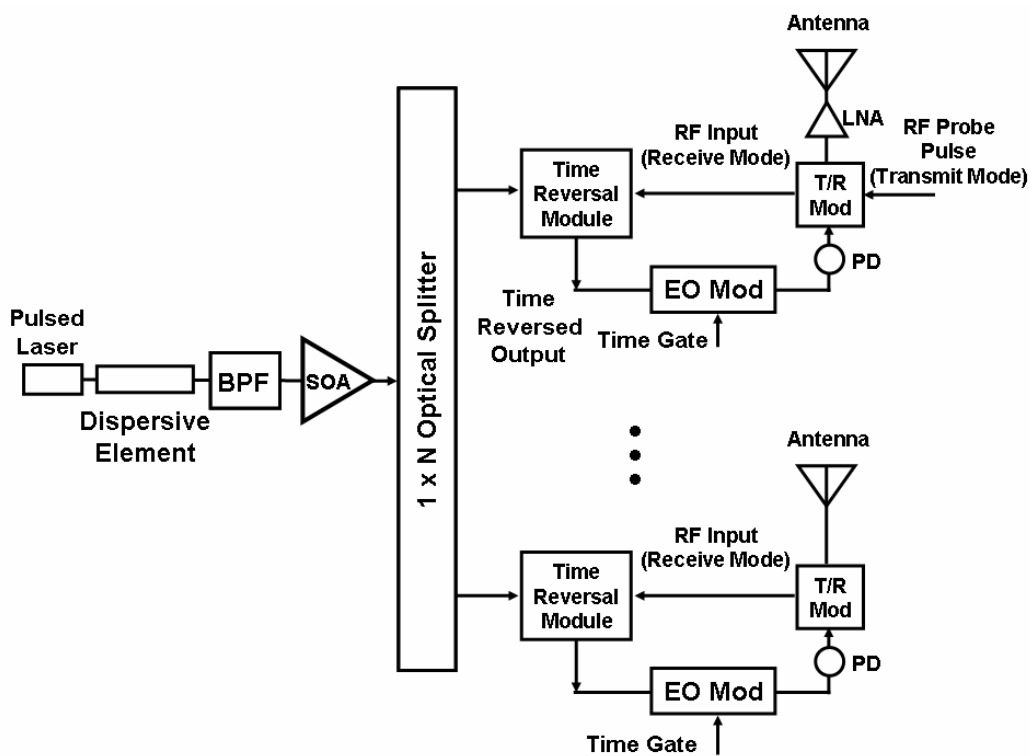 Antenna
LNA
RF Input
(Receive Mode)
RF Probe
Pulse
(Transmit Mode)
Time
Reversal
Module
T/R
Mod
PD
EO Mod
Time
Reversed
Output
Time Gate
Pulsed
Laser
BPF
SOA
Dispersive
Element
1 x N Optical Splitter
Antenna
RF Input
(Receive Mode)
Time
Reversal
Module
T/R
Mod
PD
EO Mod
Time Gate